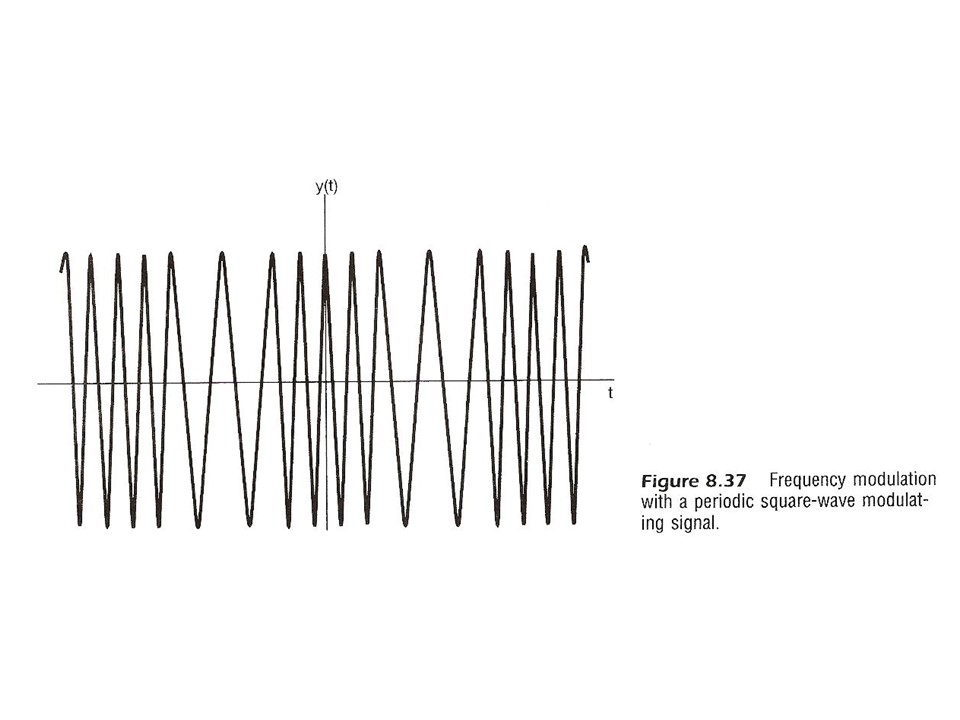 y(t)
t
Figure 8.37 Frequency modulation
with a periodic square-wave modulat-
ing signal.